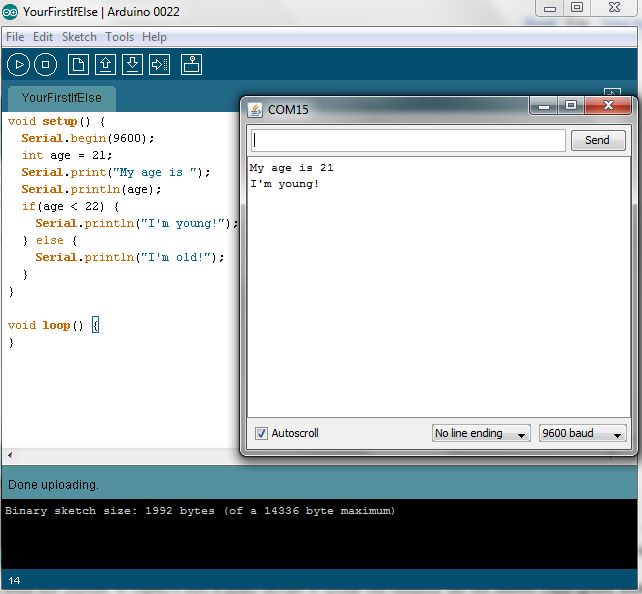 YourFirstIfElse | Arduino 0022
File Edit Sketch Tools Help
YourFirstIfElse
void setup() {
  Serial.begin(9600);
  int age = 21;
  Serial.print("My age is ");
  Serial.println(age);
  if(age < 22) {
    Serial.println("I'm young!");
  } else {
    Serial.println("I'm old!");
  }
}
void loop() {
}
COM15
Send
My age is 21
I'm young!
Autoscroll
No line ending
9600 baud
Done uploading.
Binary sketch size: 1992 bytes (of a 14336 byte maximum)
14